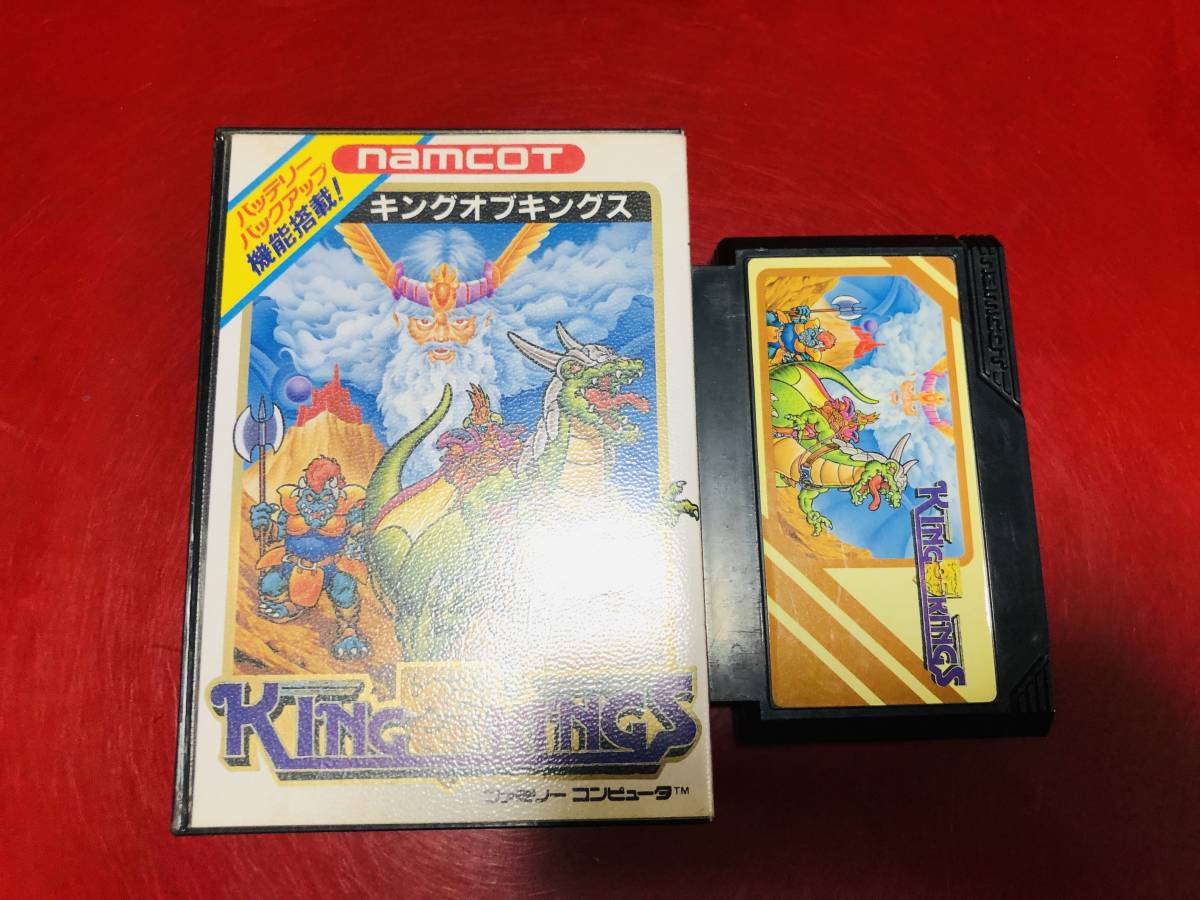 バッテリー
バックアップ
機能搭載!
namcot
キングオブキングス
KING OF KINGS
ファミリー コンピュータ™
namcot
KING OF KINGS